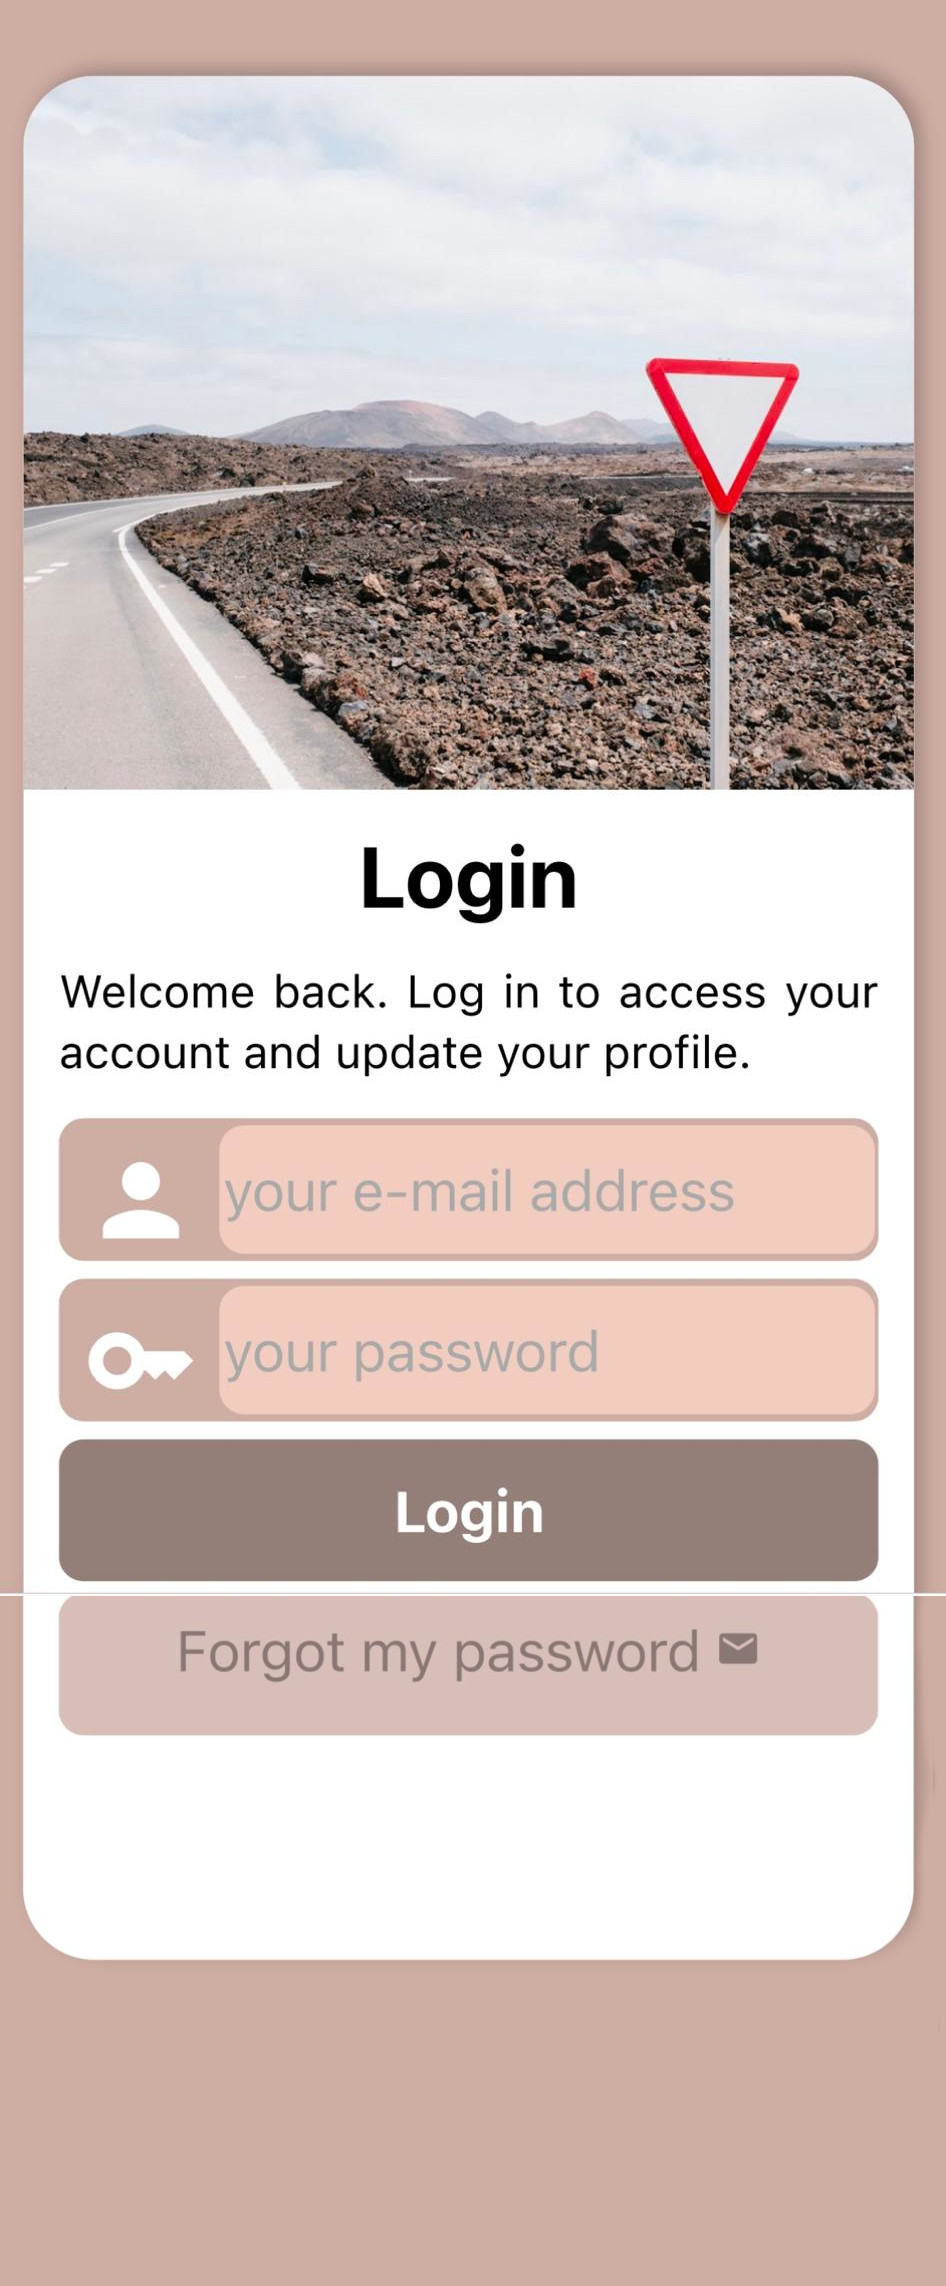 Login
Welcome back. Log in to access your
account and update your profile.
your e-mail address
your password
Login
Forgot my password